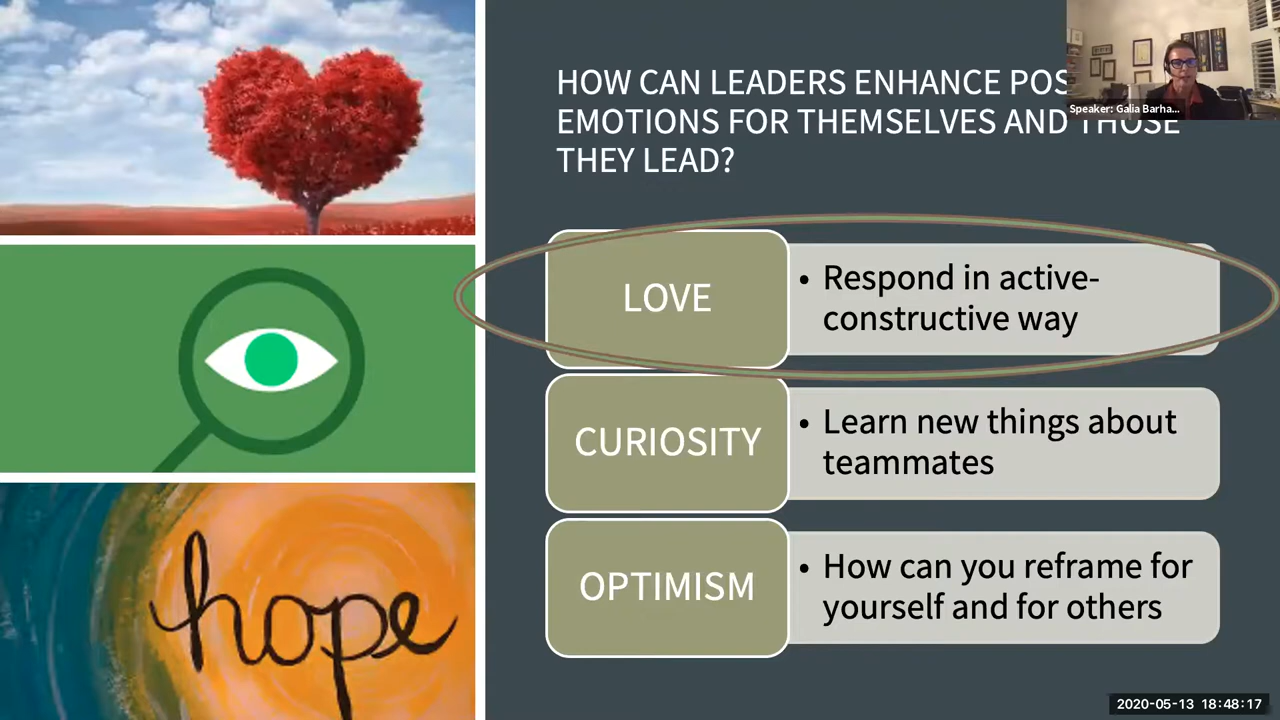 HOW CAN LEADERS ENHANCE POS
EMOTIONS FOR THEMSELVES AND THOSE
THEY LEAD?
Speaker: Galia Barha...
LOVE
• Respond in active-
constructive way
CURIOSITY
• Learn new things about
teammates
OPTIMISM
• How can you reframe for
yourself and for others
hope
2020-05-13 18:48:17